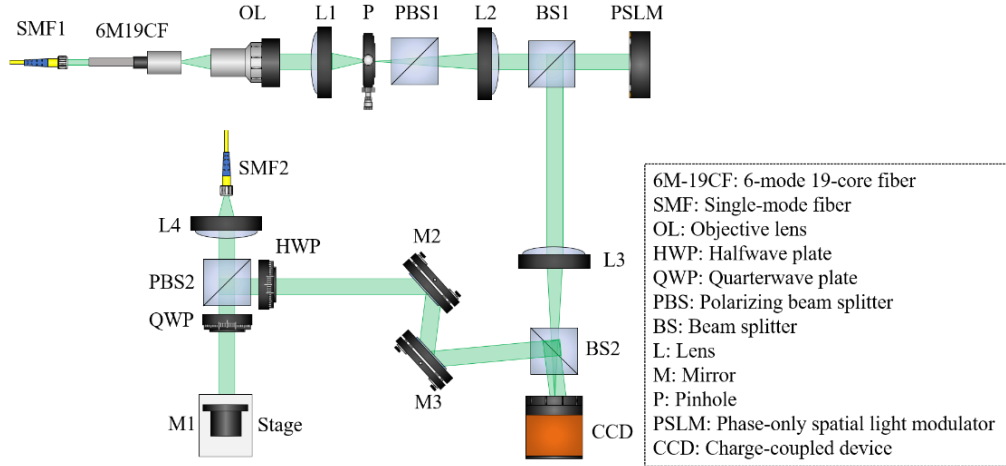 SMF1
6M19CF
OL
L1
P
PBS1
L2
BS1
PSLM
SMF2
L4
HWP
PBS2
QWP
M1
Stage
M2
M3
L3
BS2
CCD
6M-19CF: 6-mode 19-core fiber
SMF: Single-mode fiber
OL: Objective lens
HWP: Halfwave plate
QWP: Quarterwave plate
PBS: Polarizing beam splitter
BS: Beam splitter
L: Lens
M: Mirror
P: Pinhole
PSLM: Phase-only spatial light modulator
CCD: Charge-coupled device